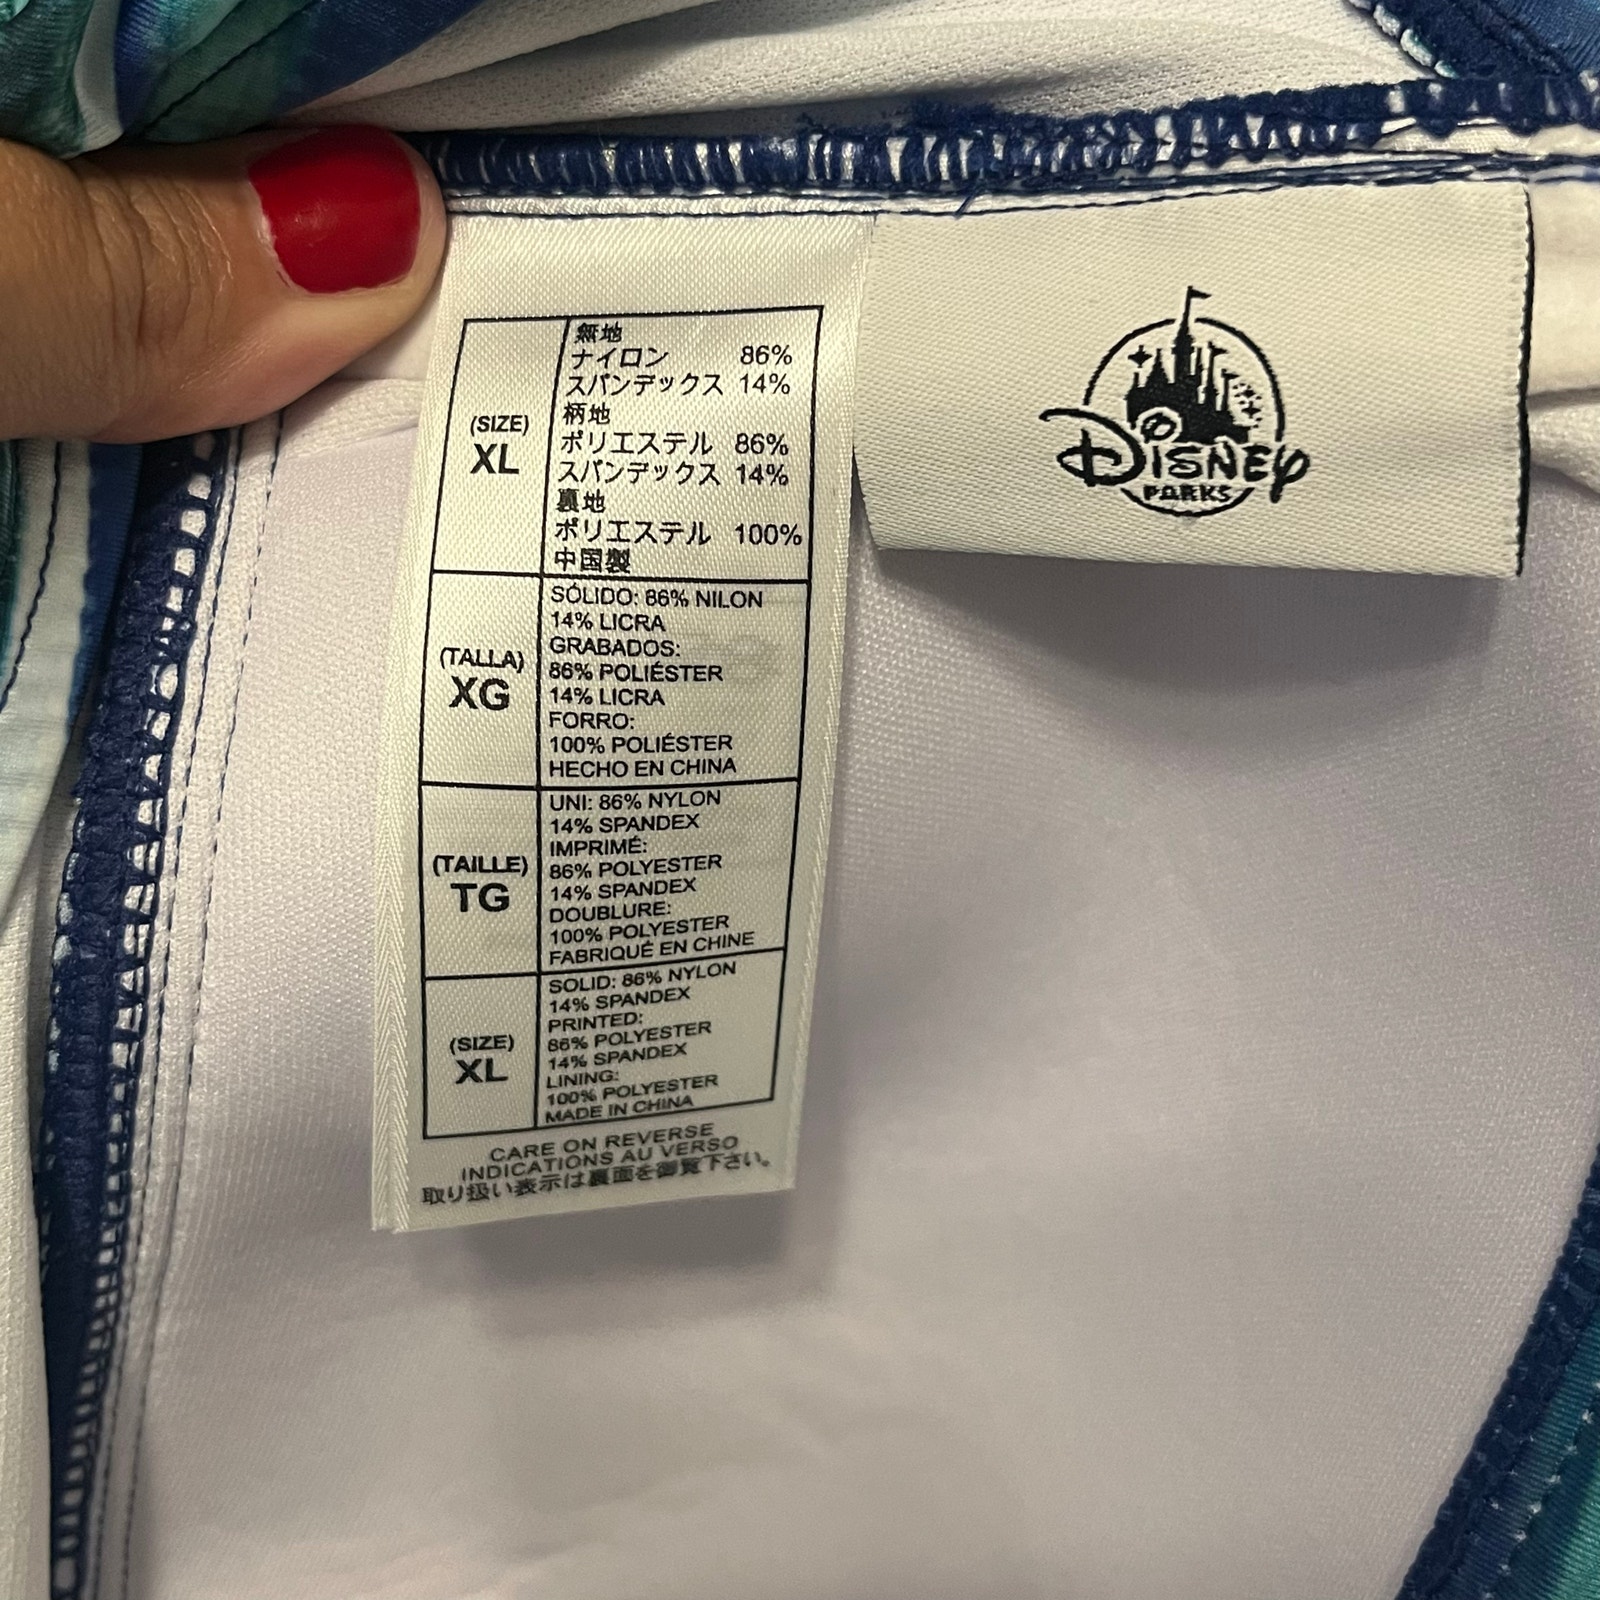 (SIZE)
XL
無地
ナイロン 86%
スパンデックス 14%
柄地
ポリエステル 86%
スパンデックス 14%
裏地
ポリエステル 100%
中国製
(TALLA)
XG
SÓLIDO: 86% NILON
14% LICRA
GRABADOS:
86% POLIÉSTER
14% LICRA
FORRO:
100% POLIÉSTER
HECHO EN CHINA
(TAILLE)
TG
UNI: 86% NYLON
14% SPANDEX
IMPRIMÉ:
86% POLYESTER
14% SPANDEX
DOUBLURE:
100% POLYESTER
FABRIQUÉ EN CHINE
(SIZE)
XL
SOLID: 86% NYLON
14% SPANDEX
PRINTED:
86% POLYESTER
14% SPANDEX
LINING:
100% POLYESTER
MADE IN CHINA
CARE ON REVERSE
INDICATIONS AU VERSO
取り扱い表示は裏面を御覧下さい。
DISNEY
PARKS